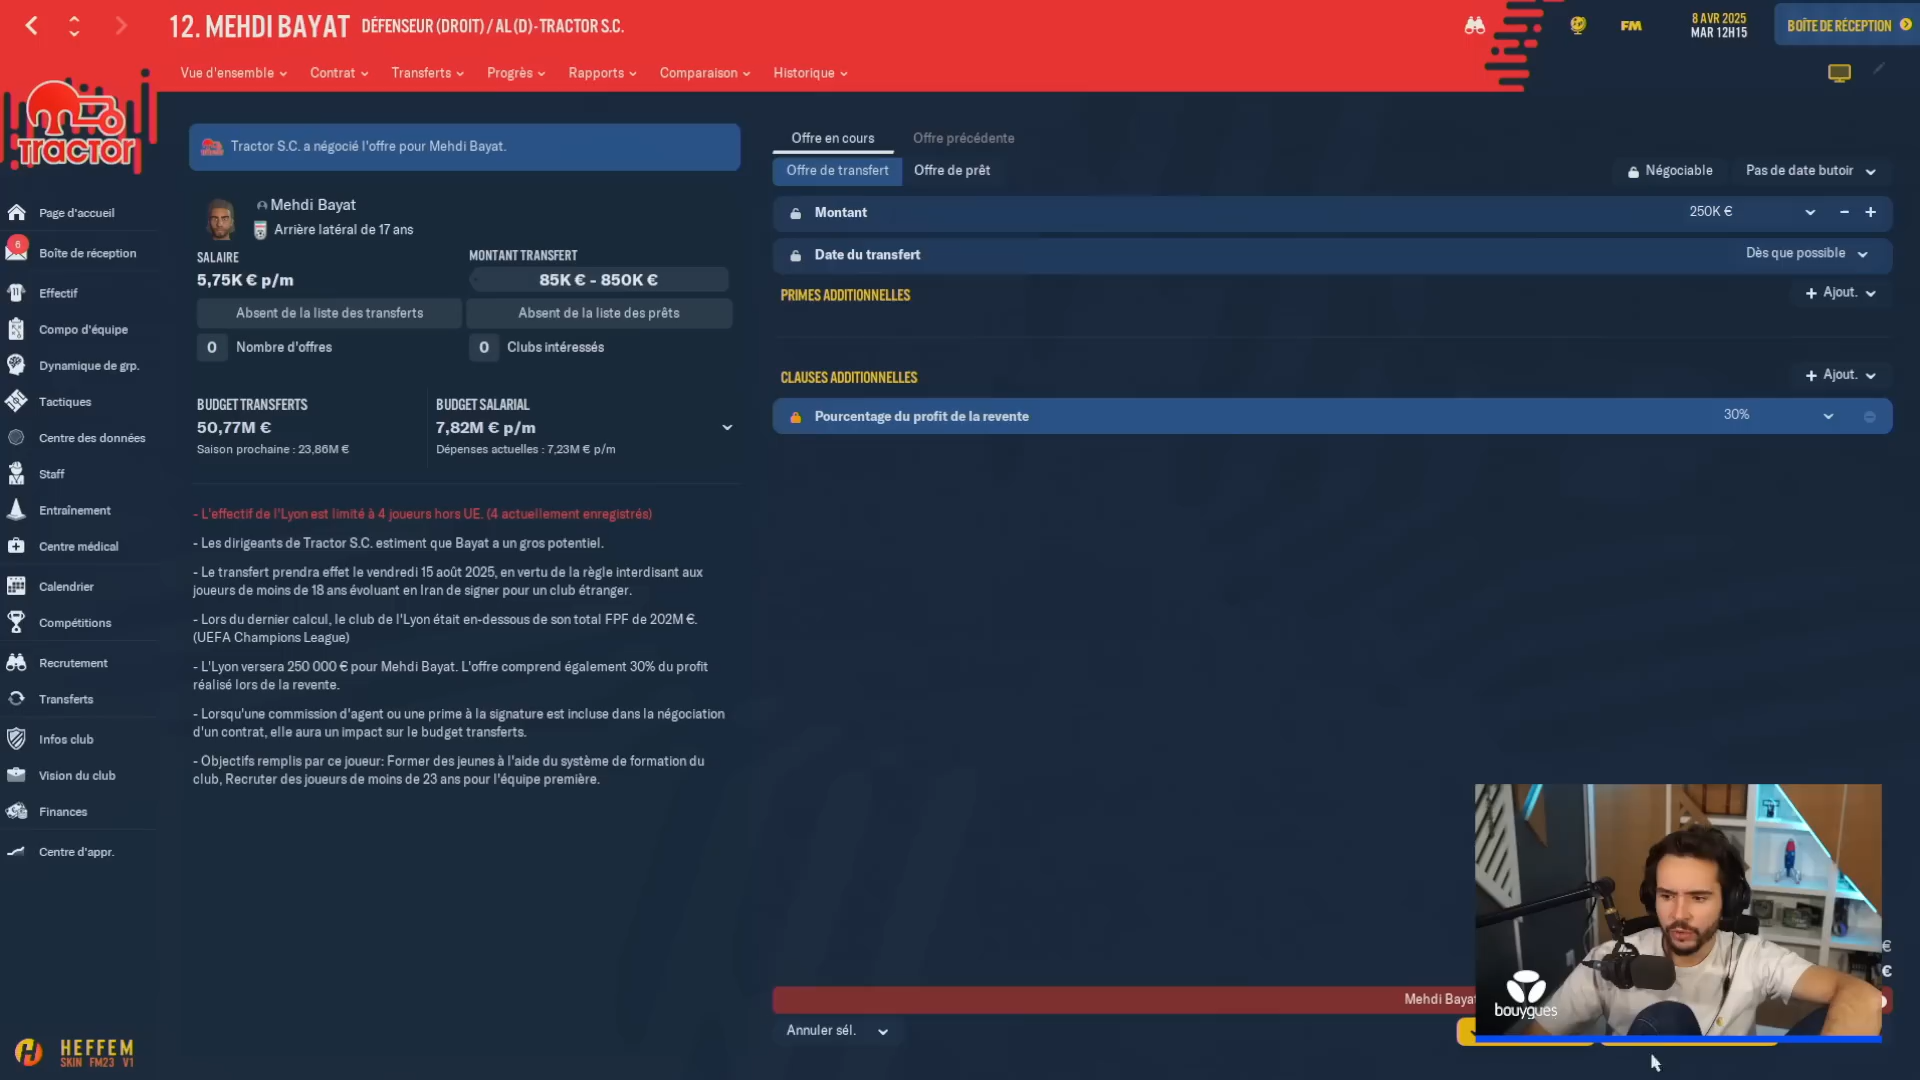 12. MEHDI BAYAT DÉFENSEUR (DROIT) / AL (D) - TRACTOR S.C.
FM
8 AVR 2025
MAR 12H15
BOÎTE DE RÉCEPTION
Vue d'ensemble Contrat Transferts Progrès Rapports Comparaison Historique
tractor
Page d'accueil
6
Boîte de réception
Effectif
Compo d'équipe
Dynamique de grp.
Tactiques
Centre des données
Staff
Entraînement
Centre médical
Calendrier
Compétitions
Recrutement
Transferts
Infos club
Vision du club
Finances
Centre d'appr.
HEFFEM
SKIN FM23 V1
Tractor S.C. a négocié l'offre pour Mehdi Bayat.
Mehdi Bayat
Arrière latéral de 17 ans
SALAIRE
5,75K € p/m
MONTANT TRANSFERT
85K € - 850K €
Absent de la liste des transferts
Absent de la liste des prêts
0 Nombre d'offres
0 Clubs intéressés
BUDGET TRANSFERTS
50,77M €
Saison prochaine : 23,86M €
BUDGET SALARIAL
7,82M € p/m
Dépenses actuelles : 7,23M € p/m
- L'effectif de l'Lyon est limité à 4 joueurs hors UE. (4 actuellement enregistrés)
- Les dirigeants de Tractor S.C. estiment que Bayat a un gros potentiel.
- Le transfert prendra effet le vendredi 15 août 2025, en vertu de la règle interdisant aux
joueurs de moins de 18 ans évoluant en Iran de signer pour un club étranger.
- Lors du dernier calcul, le club de l'Lyon était en-dessous de son total FPF de 202M €.
(UEFA Champions League)
- L'Lyon versera 250 000 € pour Mehdi Bayat. L'offre comprend également 30% du profit
réalisé lors de la revente.
- Lorsqu'une commission d'agent ou une prime à la signature est incluse dans la négociation
d'un contrat, elle aura un impact sur le budget transferts.
- Objectifs remplis par ce joueur: Former des jeunes à l'aide du système de formation du
club, Recruter des joueurs de moins de 23 ans pour l'équipe première.
Offre en cours Offre précédente
Offre de transfert Offre de prêt
Négociable Pas de date butoir
Montant 250K € - +
Date du transfert Dès que possible
PRIMES ADDITIONNELLES + Ajout.
CLAUSES ADDITIONNELLES + Ajout.
Pourcentage du profit de la revente 30%
€
€
Mehdi Bayat
Annuler sél.
bouygues